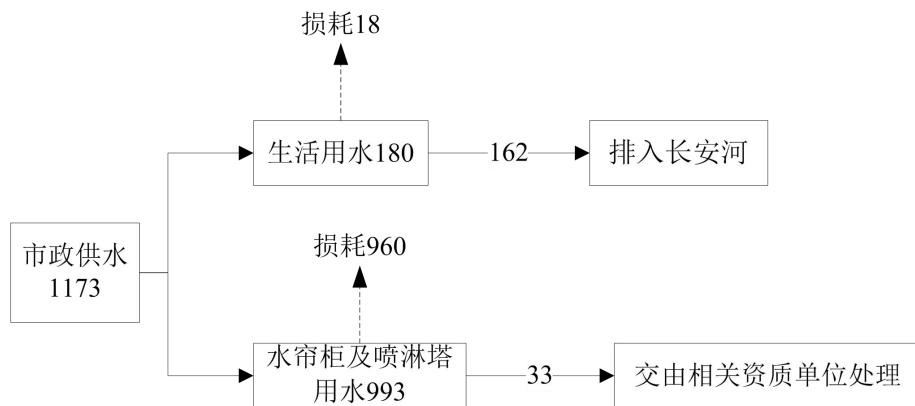 损耗18
生活用水180
162
排入长安河
市政供水
1173
损耗960
水帘柜及喷淋塔
用水993
33
交由相关资质单位处理